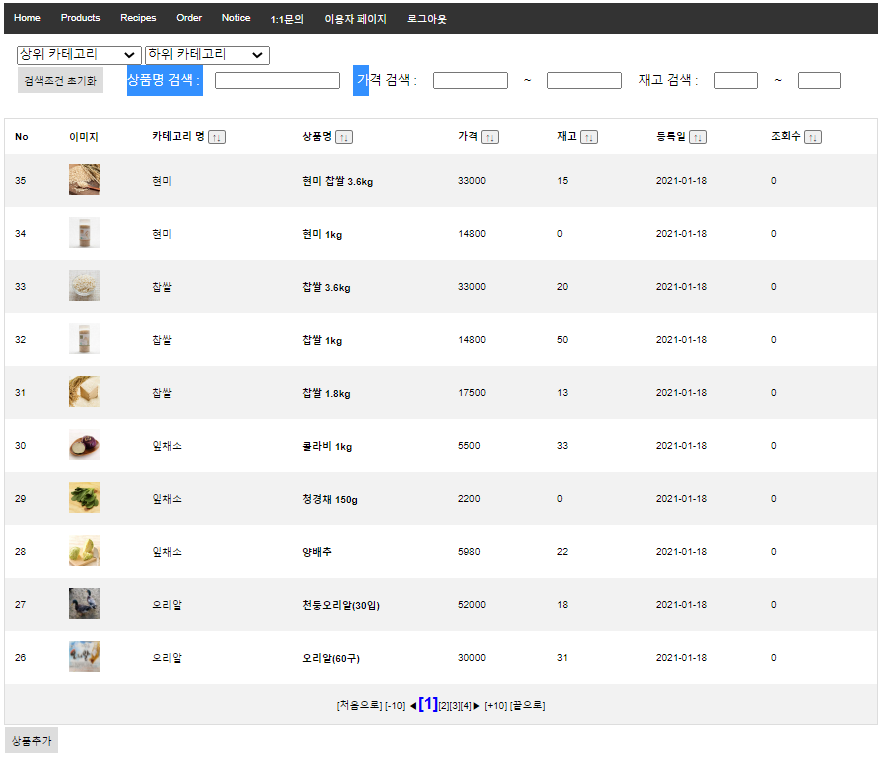 Home Products Recipes Order Notice 1:1문의 이용자 페이지 로그아웃
상위 카테고리 하위 카테고리
검색조건 초기화 상품명 검색 : 가격 검색 : ~ 재고 검색 : ~
No 이미지 카테고리 명 ↑↓ 상품명 ↑↓ 가격 ↑↓ 재고 ↑↓ 등록일 ↑↓ 조회수 ↑↓
35 현미 현미 찹쌀 3.6kg 33000 15 2021-01-18 0
34 현미 현미 1kg 14800 0 2021-01-18 0
33 찹쌀 찹쌀 3.6kg 33000 20 2021-01-18 0
32 찹쌀 찹쌀 1kg 14800 50 2021-01-18 0
31 찹쌀 찹쌀 1.8kg 17500 13 2021-01-18 0
30 잎채소 콜라비 1kg 5500 33 2021-01-18 0
29 잎채소 청경채 150g 2200 0 2021-01-18 0
28 잎채소 양배추 5980 22 2021-01-18 0
27 오리알 천둥오리알(30입) 52000 18 2021-01-18 0
26 오리알 오리알(60구) 30000 31 2021-01-18 0
[처음으로] [-10] ◀[1][2][3][4]▶ [+10] [끝으로]
상품추가